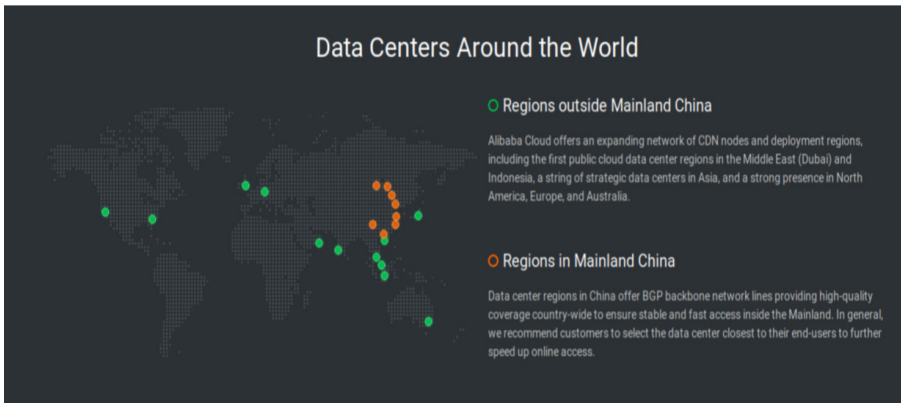 Data Centers Around the World
Regions outside Mainland China
Alibaba Cloud offers an expanding network of CDN nodes and deployment regions,
including the first public cloud data center regions in the Middle East (Dubai) and
Indonesia, a string of strategic data centers in Asia, and a strong presence in North
America, Europe, and Australia.
Regions in Mainland China
Data center regions in China offer BGP backbone network lines providing high-quality
coverage country-wide to ensure stable and fast access inside the Mainland. In general,
we recommend customers to select the data center closest to their end-users to further
speed up online access.